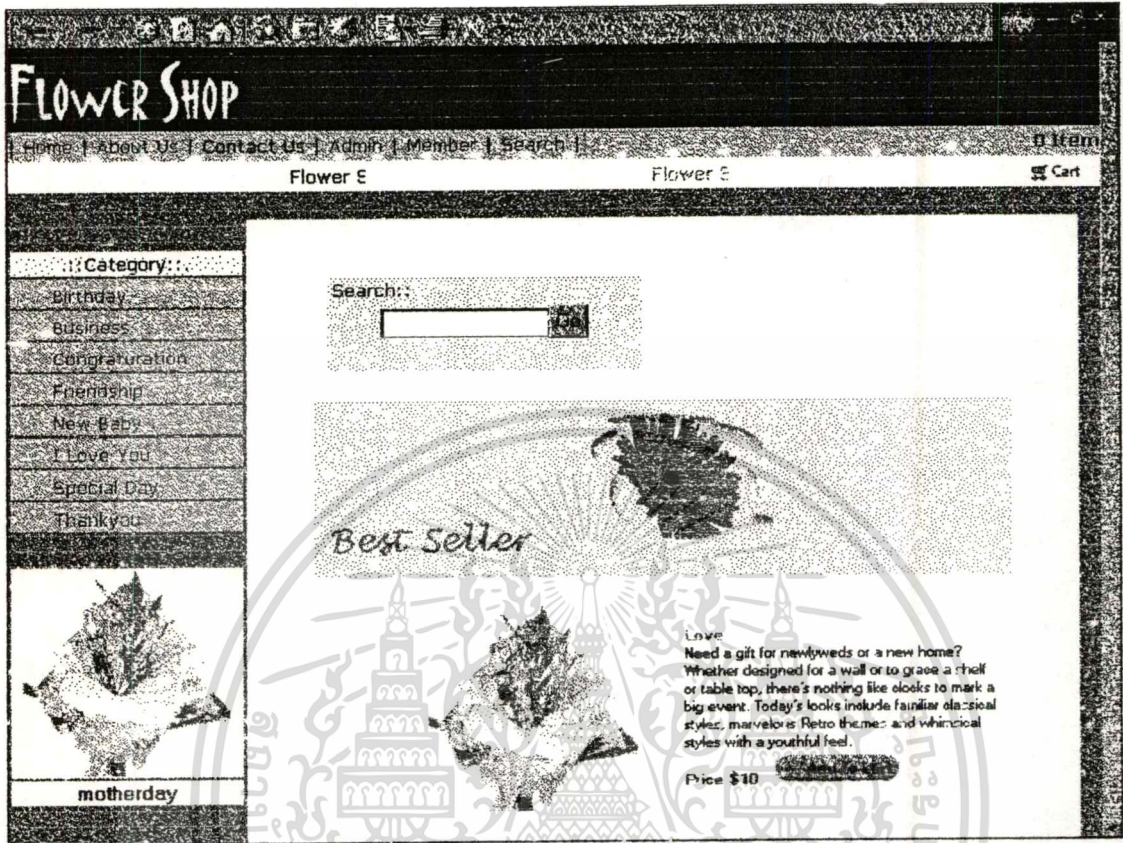 FLOWER SHOP
| Home | About Us | Contact Us | Admin | Member | Search |
0 Item
Flower S
Flower S
Cart
::Category::
Birthday
Business
Congraturation
Friendship
New Baby
I Love You
Special Day
Thankyou
motherday
Search::
Go
Best Seller
Love
Need a gift for newlyweds or a new home?
Whether designed for a wall or to grace a shelf
or table top, there's nothing like clocks to mark a
big event. Today's looks include familiar classical
styles, marvelous Retro themes and whimsical
styles with a youthful feel.
Price $10